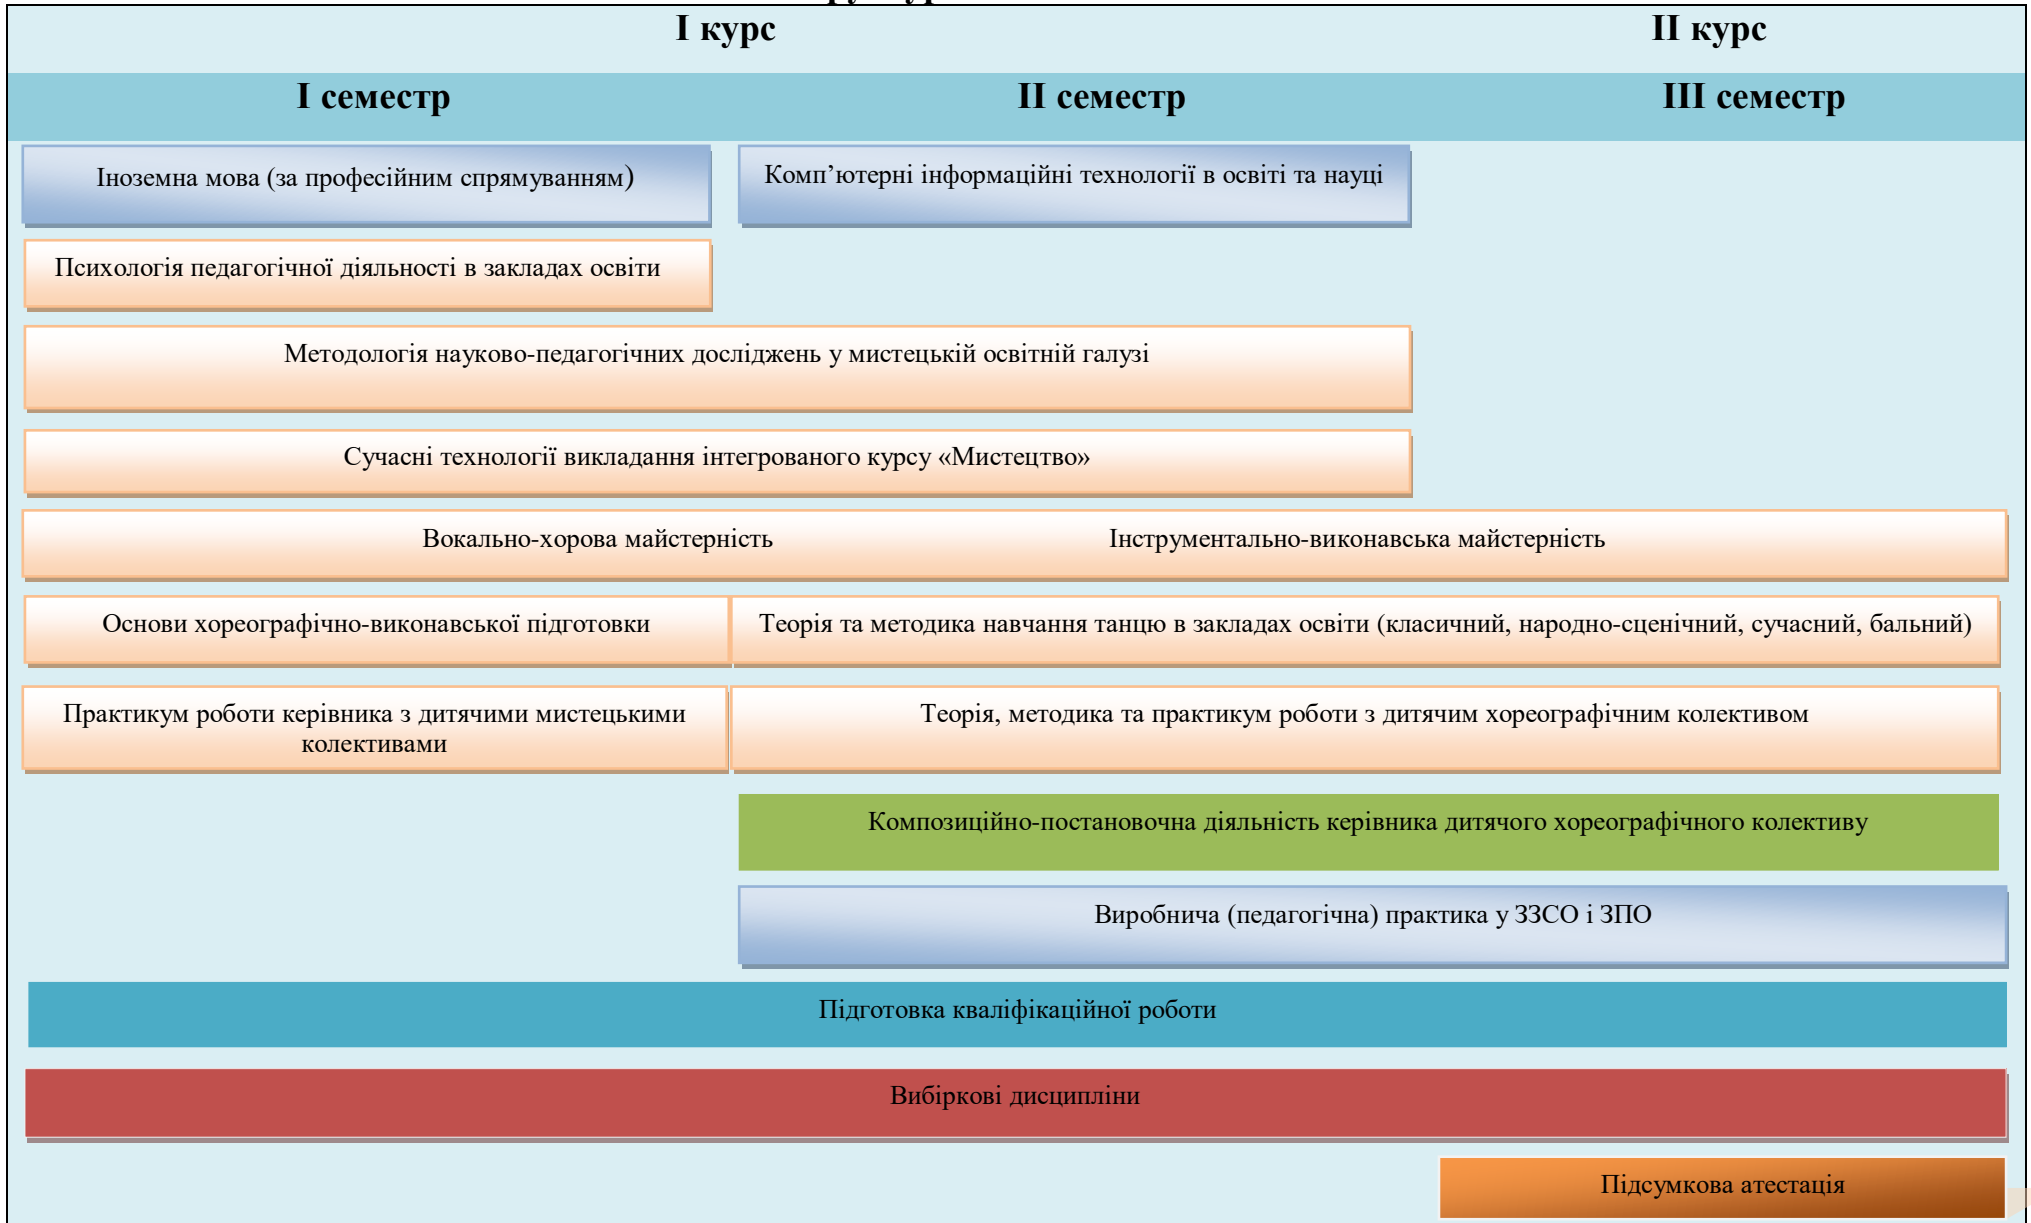 І курс
ІІ курс
І семестр
ІІ семестр
ІІІ семестр
Іноземна мова (за професійним спрямуванням)
Комп’ютерні інформаційні технології в освіті та науці
Психологія педагогічної діяльності в закладах освіти
Методологія науково-педагогічних досліджень у мистецькій освітній галузі
Сучасні технології викладання інтегрованого курсу «Мистецтво»
Вокально-хорова майстерність
Інструментально-виконавська майстерність
Основи хореографічно-виконавської підготовки
Теорія та методика навчання танцю в закладах освіти (класичний, народно-сценічний, сучасний, бальний)
Практикум роботи керівника з дитячими мистецькими
колективами
Теорія, методика та практикум роботи з дитячим хореографічним колективом
Композиційно-постановочна діяльність керівника дитячого хореографічного колективу
Виробнича (педагогічна) практика у ЗЗСО і ЗПО
Підготовка кваліфікаційної роботи
Вибіркові дисципліни
Підсумкова атестація